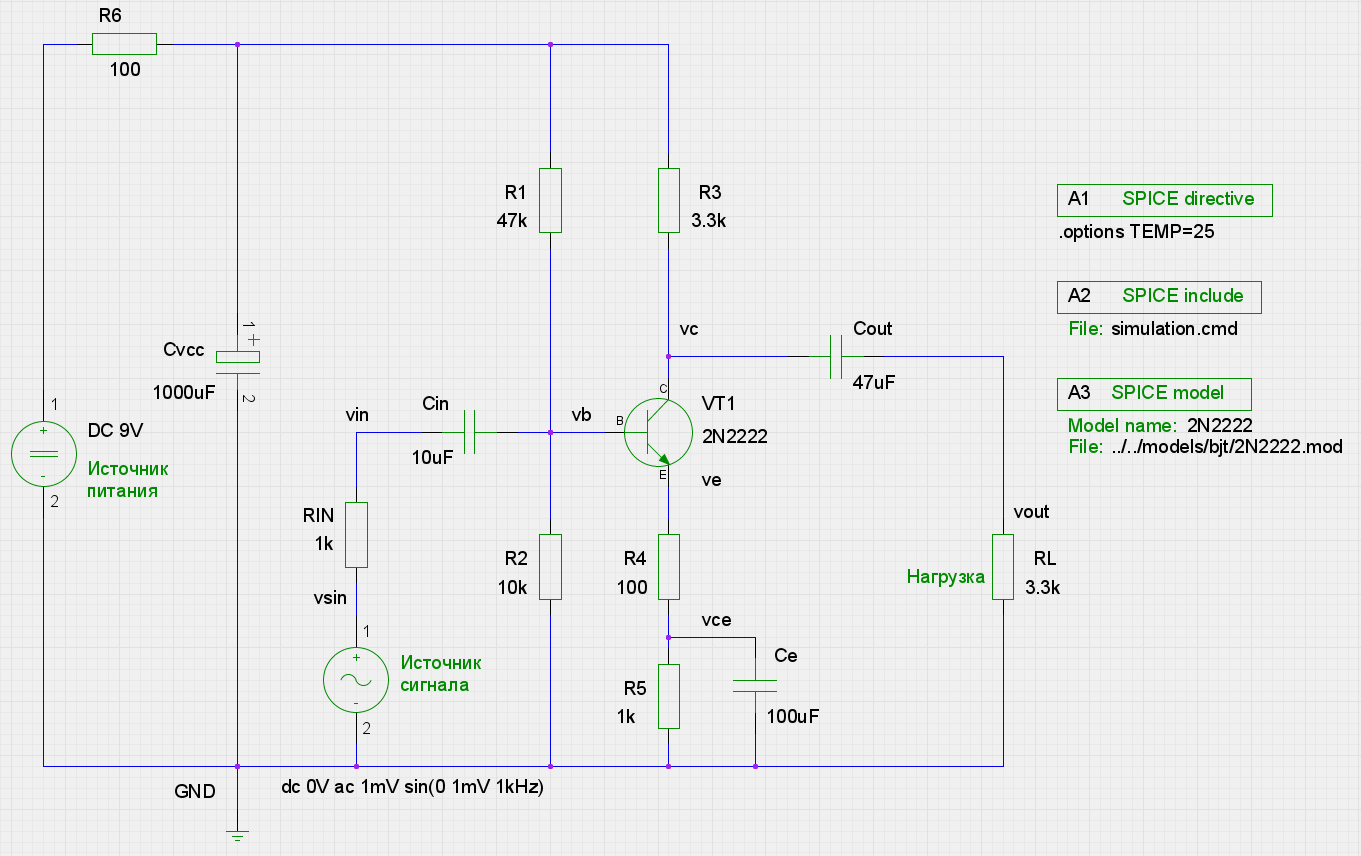 R6
100
R1
47k
R3
3.3k
A1 SPICE directive
.options TEMP=25
A2 SPICE include
File: simulation.cmd
A3 SPICE model
Model name: 2N2222
File: ../../models/bjt/2N2222.mod
1
+
Cvcc
1000uF
2
1
+
-
2
DC 9V
Источник
питания
vin
Cin
10uF
vb
vc
Cout
47uF
C
B
E
VT1
2N2222
ve
RIN
1k
vsin
R2
10k
R4
100
vout
Нагрузка
RL
3.3k
vce
Ce
100uF
R5
1k
1
+
-
2
Источник
сигнала
GND
dc 0V ac 1mV sin(0 1mV 1kHz)